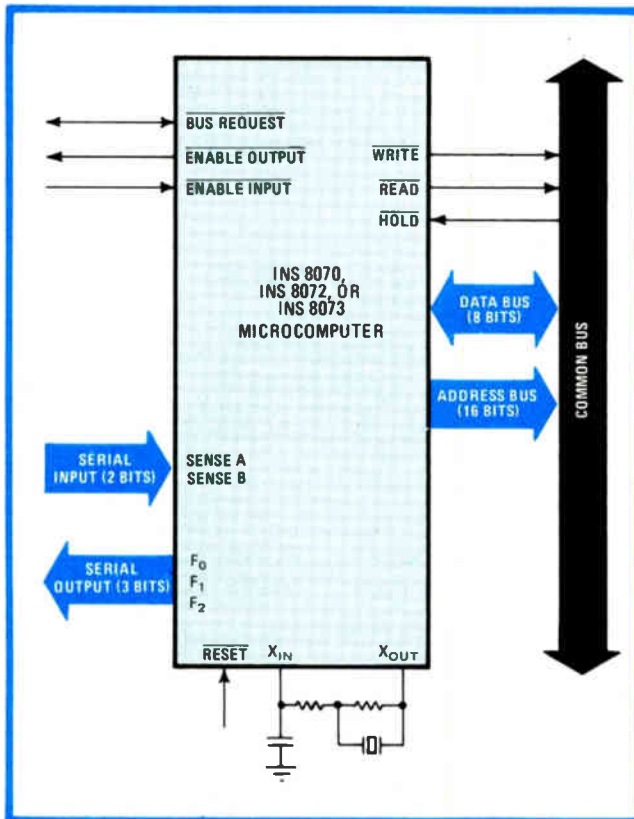 BUS REQUEST
ENABLE OUTPUT
ENABLE INPUT
WRITE
READ
HOLD
INS 8070,
INS 8072, OR
INS 8073
MICROCOMPUTER
DATA BUS
(8 BITS)
ADDRESS BUS
(16 BITS)
COMMON BUS
SERIAL
INPUT (2 BITS)
SENSE A
SENSE B
SERIAL
OUTPUT (3 BITS)
F₀
F₁
F₂
RESET
X_IN
X_OUT